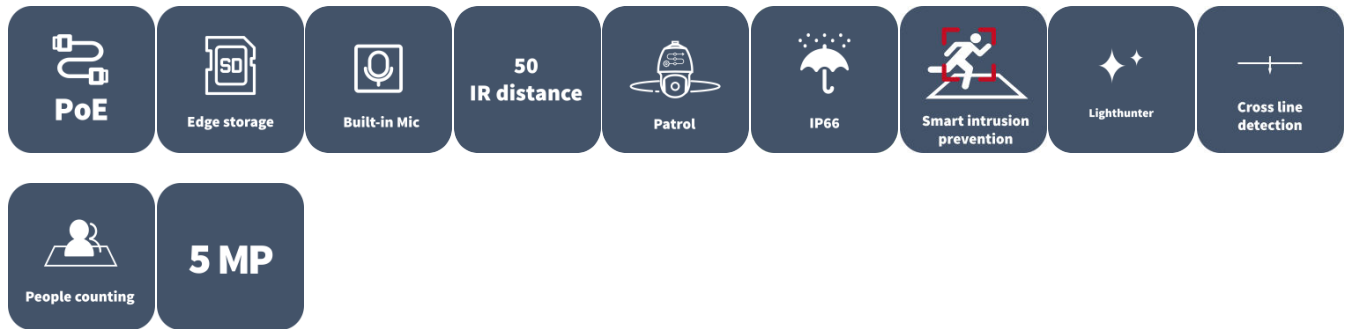 PoE
SD
Edge storage
Built-in Mic
50
IR distance
Patrol
IP66
Smart intrusion
prevention
Lighthunter
Cross line
detection
People counting
5 MP